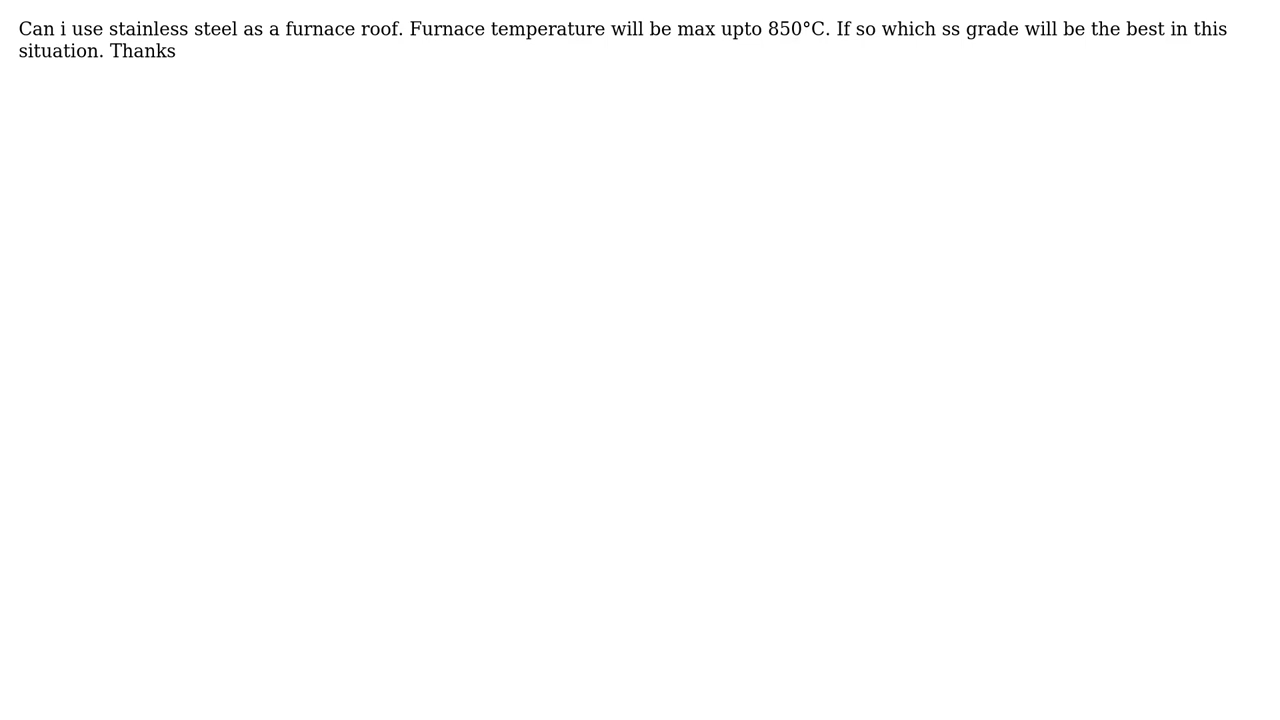 Can i use stainless steel as a furnace roof. Furnace temperature will be max upto 850°C. If so which ss grade will be the best in this
situation. Thanks